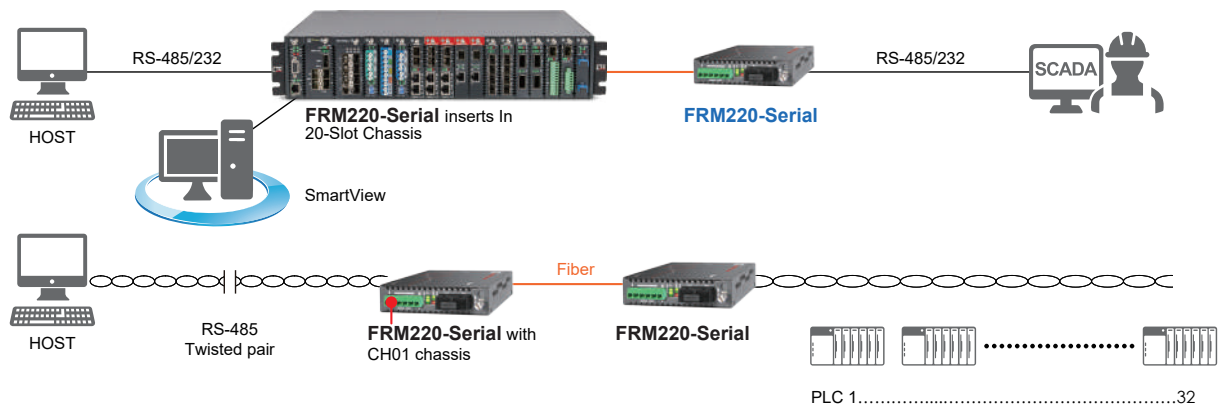 RS-485/232
RS-485/232
SCADA
HOST
FRM220-Serial inserts In
20-Slot Chassis
FRM220-Serial
SmartView
Fiber
HOST
RS-485
Twisted pair
FRM220-Serial with
CH01 chassis
FRM220-Serial
PLC 1.......................................................32